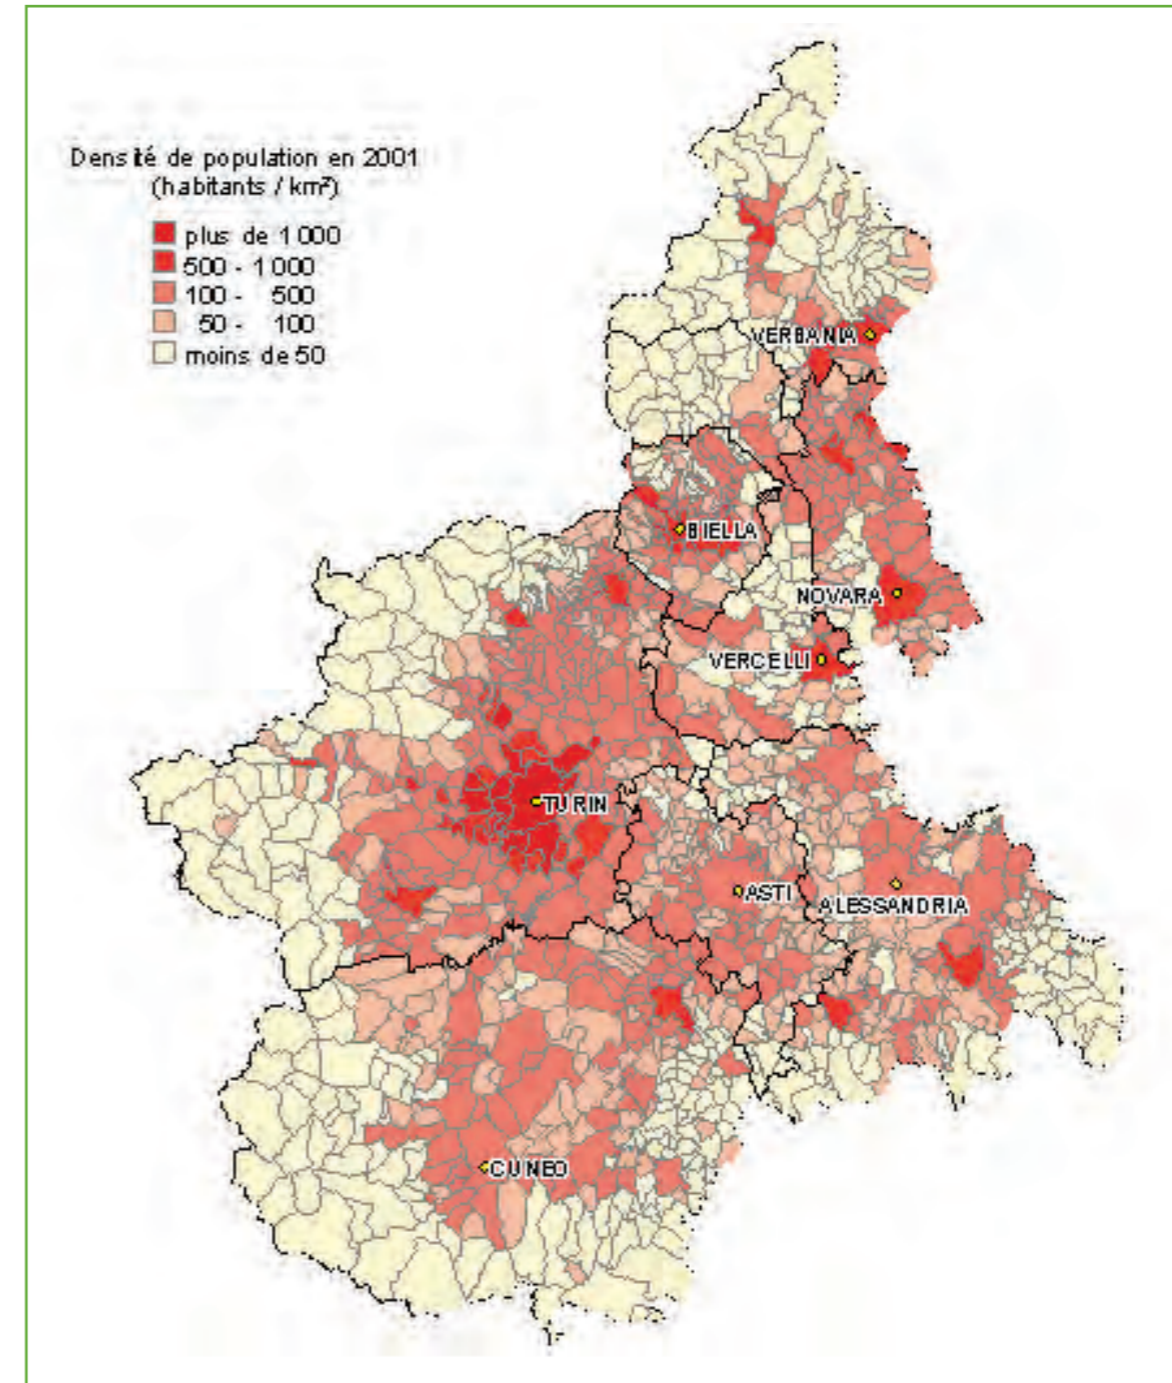 Densité de population en 2001
(habitants / km²)
plus de 1 000
500 - 1 000
100 - 500
50 - 100
moins de 50
VERBANIA
BIELLA
NOVARA
VERCELLI
TURIN
ASTI
ALESSANDRIA
CUNEO